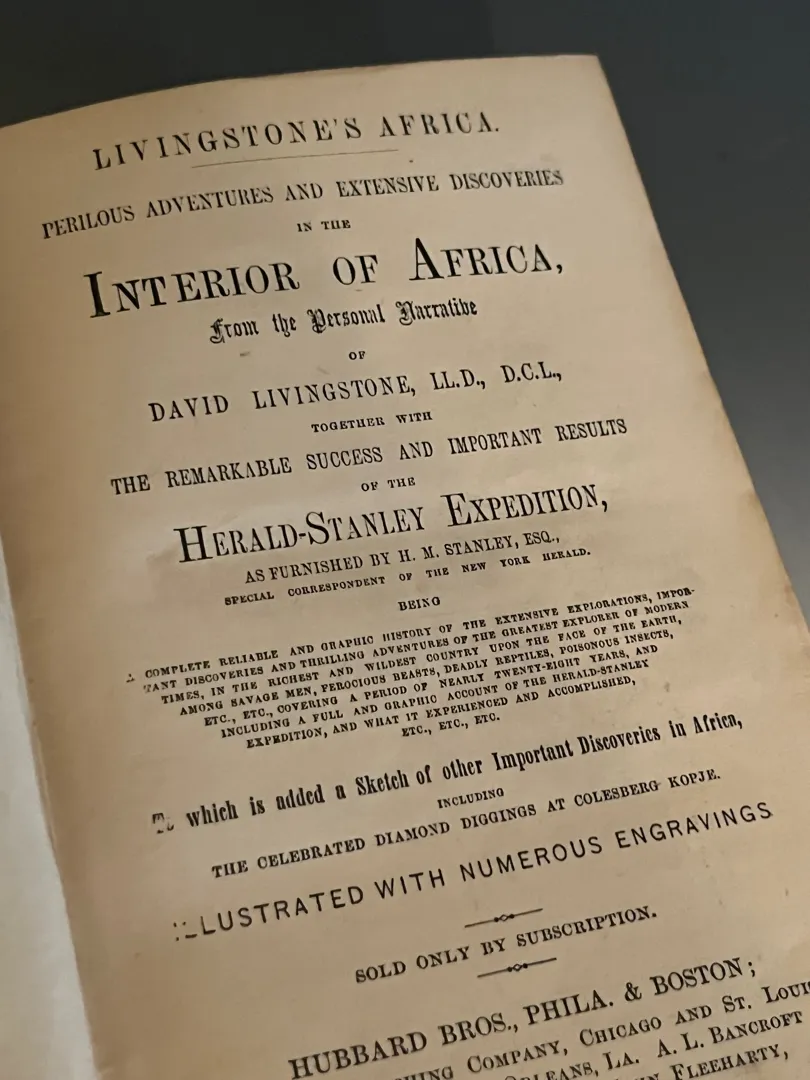 LIVINGSTONE'S AFRICA.
PERILOUS ADVENTURES AND EXTENSIVE DISCOVERIES
IN THE
INTERIOR OF AFRICA,
From the Personal Narrative
OF
DAVID LIVINGSTONE, LL.D., D.C.L.,
TOGETHER WITH
THE REMARKABLE SUCCESS AND IMPORTANT RESULTS
OF THE
HERALD-STANLEY EXPEDITION,
AS FURNISHED BY H. M. STANLEY, ESQ.,
SPECIAL CORRESPONDENT OF THE NEW YORK HERALD.
BEING
A COMPLETE RELIABLE AND GRAPHIC HISTORY OF THE EXTENSIVE EXPLORATIONS, IMPOR-
TANT DISCOVERIES AND THRILLING ADVENTURES OF THE GREATEST EXPLORER OF MODERN
TIMES, IN THE RICHEST AND WILDEST COUNTRY UPON THE FACE OF THE EARTH,
AMONG SAVAGE MEN, FEROCIOUS BEASTS, DEADLY REPTILES, POISONOUS INSECTS,
ETC., ETC., COVERING A PERIOD OF NEARLY TWENTY-EIGHT YEARS, AND
INCLUDING A FULL AND GRAPHIC ACCOUNT OF THE HERALD-STANLEY
EXPEDITION, AND WHAT IT EXPERIENCED AND ACCOMPLISHED,
ETC., ETC., ETC.
To which is added a Sketch of other Important Discoveries in Africa,
INCLUDING
THE CELEBRATED DIAMOND DIGGINGS AT COLESBERG KOPJE.
ILLUSTRATED WITH NUMEROUS ENGRAVINGS
SOLD ONLY BY SUBSCRIPTION.
HUBBARD BROS., PHILA. & BOSTON;
COMPANY, CHICAGO AND ST. LOUI
LA. A. L. BANCROFT
FLEEHARTY,